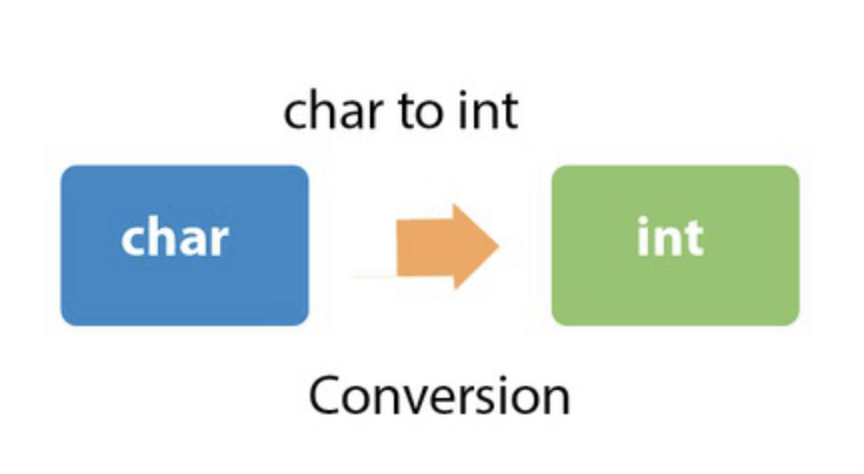 char to int
char
int
Conversion